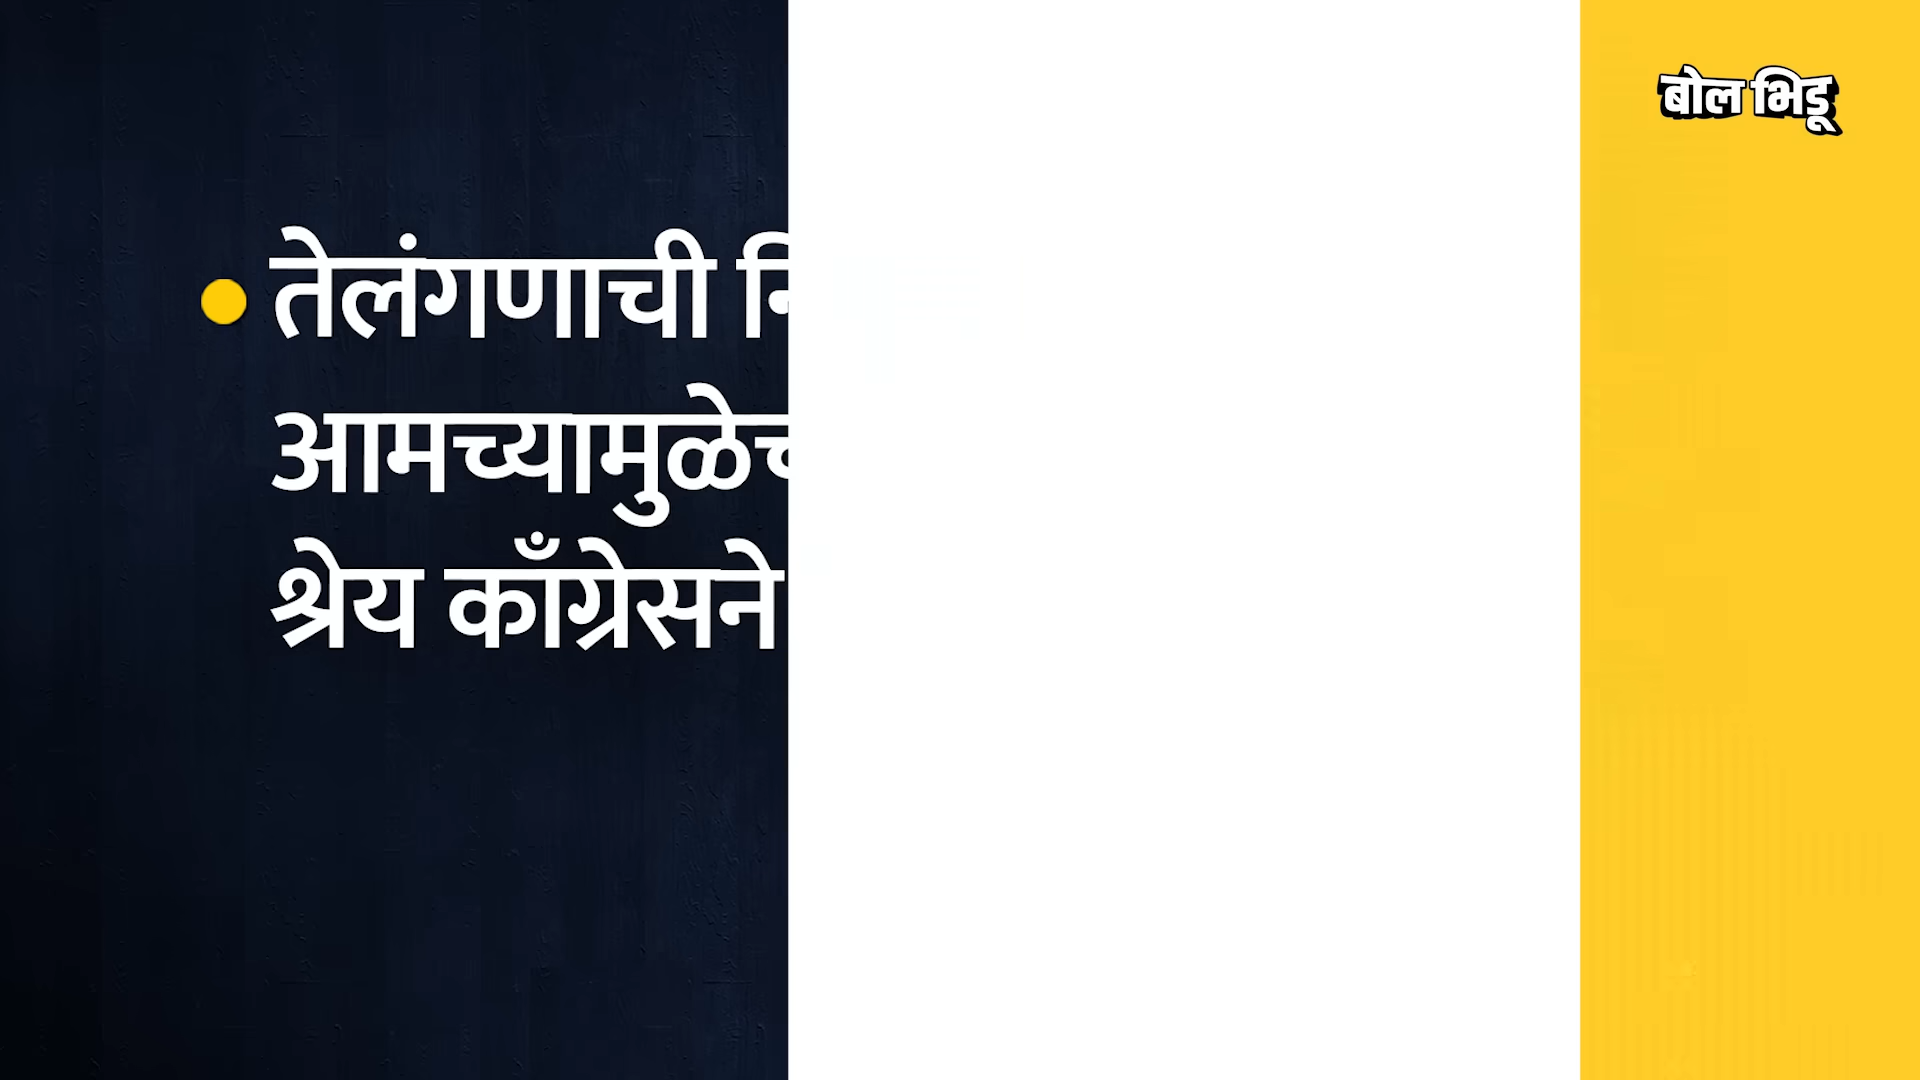 बोल भिडू
तेलंगणाची
आमच्यामुळेच
श्रेय काँग्रेसने